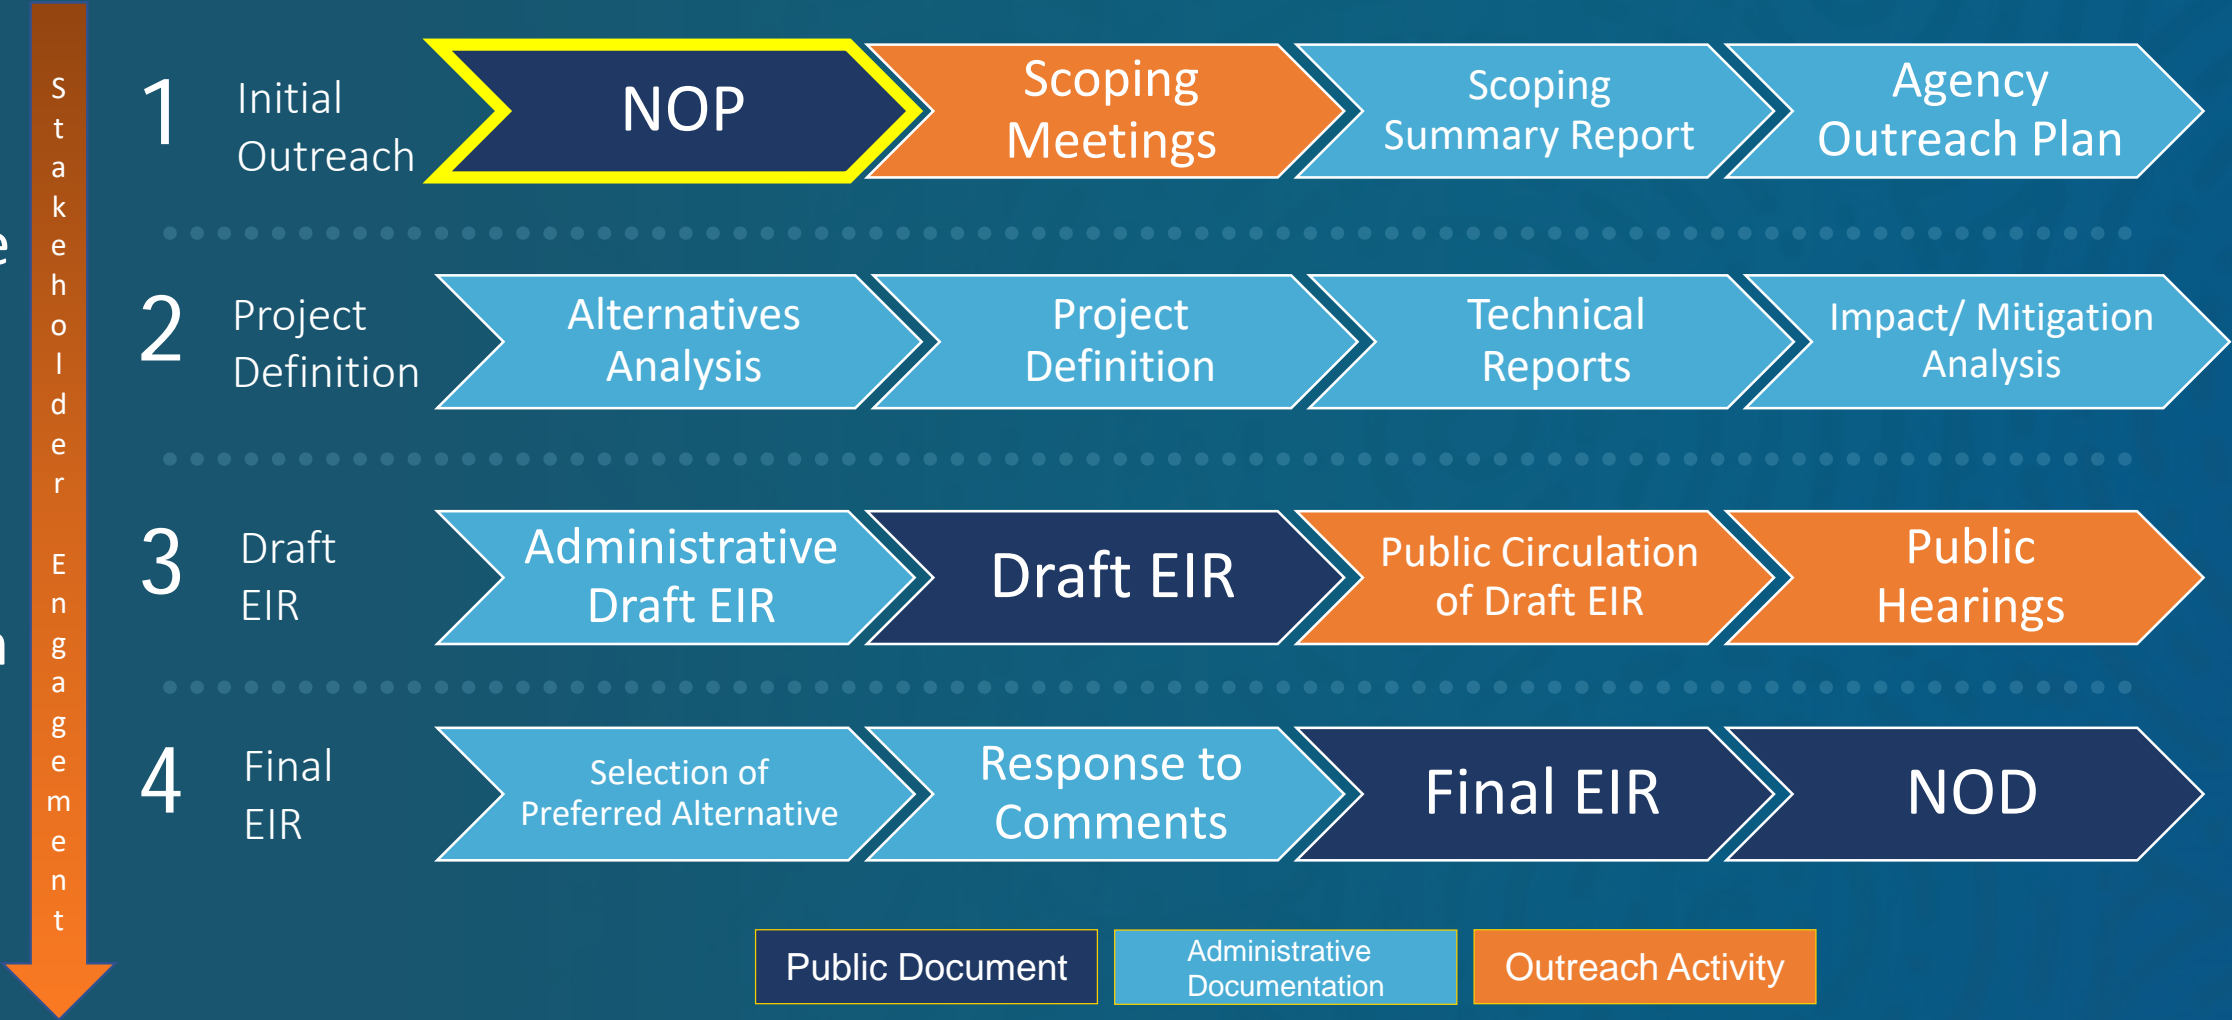 Stakeholder Engagement
1
Initial
Outreach
NOP
Scoping
Meetings
Scoping
Summary Report
Agency
Outreach Plan
e
2
Project
Definition
Alternatives
Analysis
Project
Definition
Technical
Reports
Impact/ Mitigation
Analysis
3
Draft
EIR
Administrative
Draft EIR
Draft EIR
Public Circulation
of Draft EIR
Public
Hearings
4
Final
EIR
Selection of
Preferred Alternative
Response to
Comments
Final EIR
NOD
Public Document
Administrative
Documentation
Outreach Activity